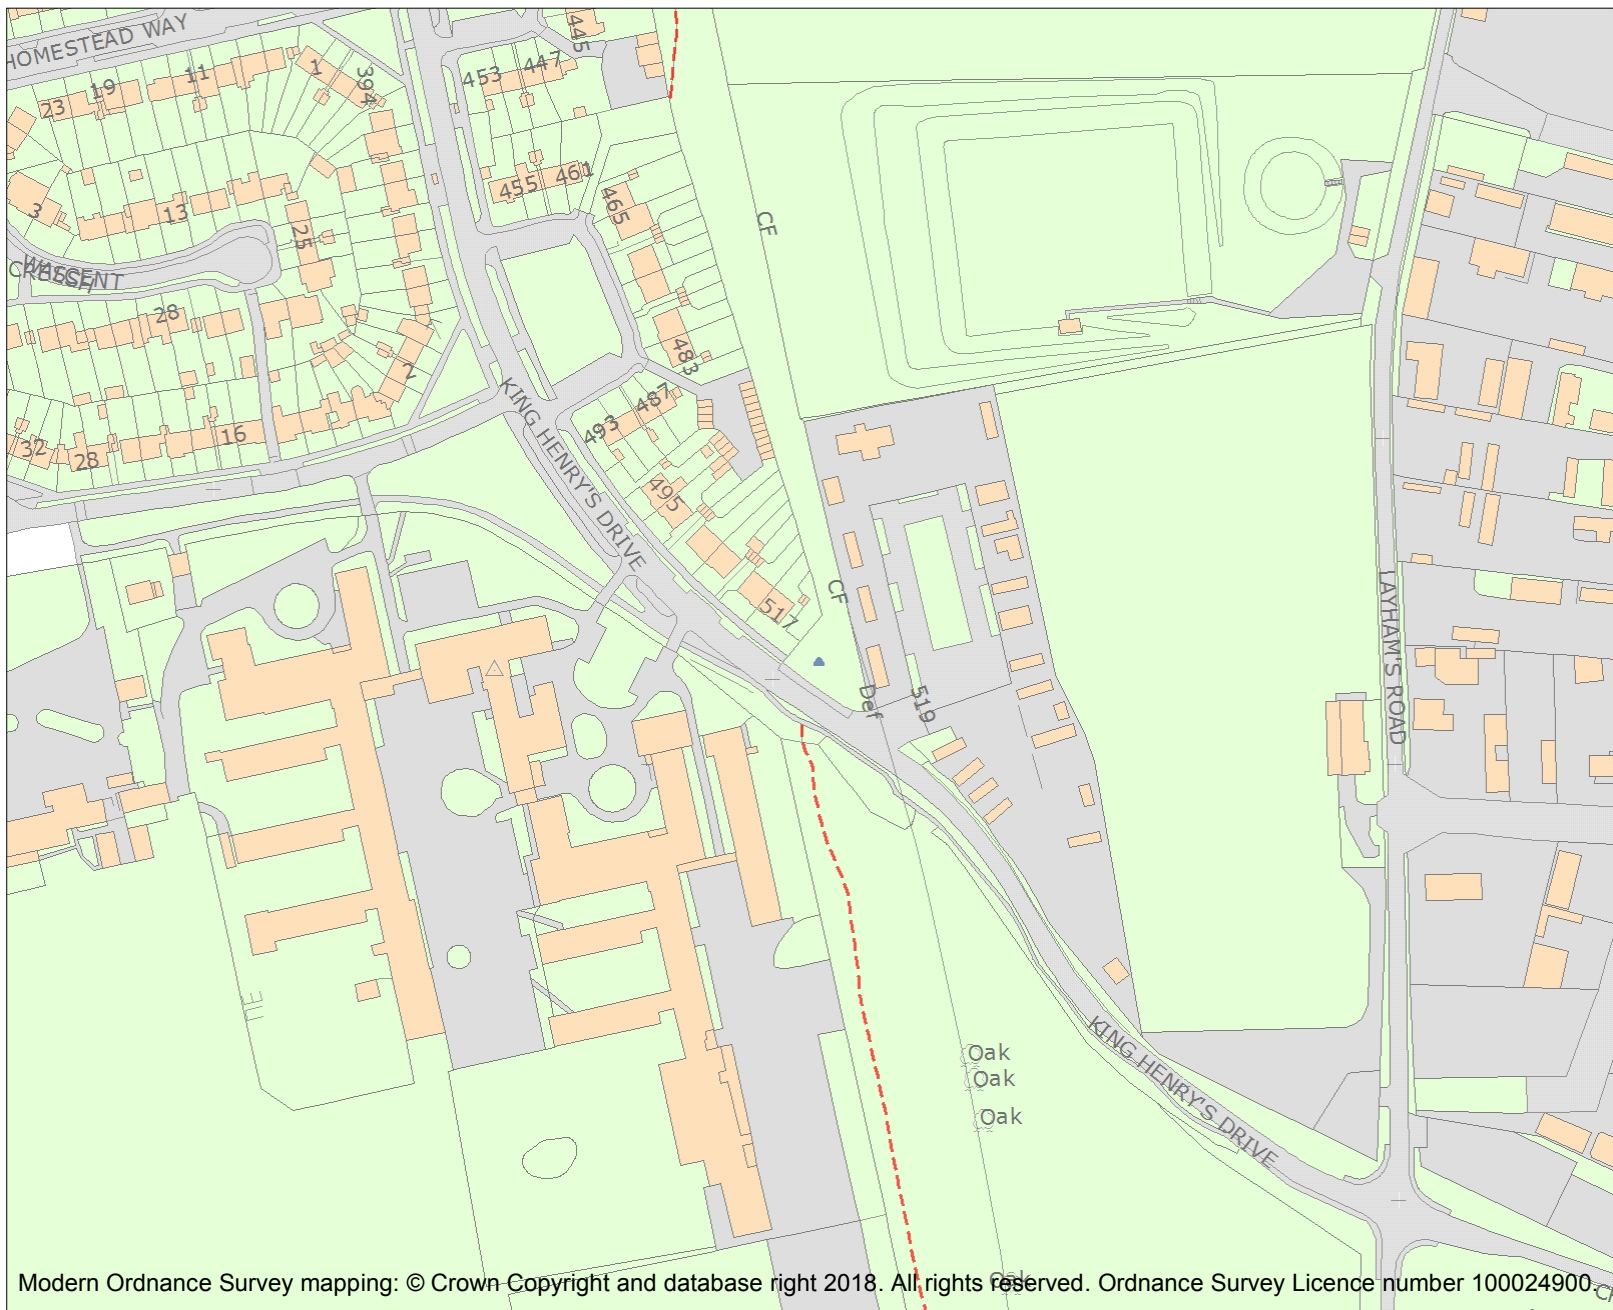 HOMESTEAD WAY
445
447
453
1
394
11
19
23
461
455
465
3
13
25
CF
CRESCENT
28
483
2
487
493
KING HENRY'S DRIVE
16
32
28
495
CF
517
LAYHAM'S ROAD
Def
519
Oak
Oak
KING HENRY'S DRIVE
Oak
Oak
Modern Ordnance Survey mapping: © Crown Copyright and database right 2018. All rights reserved. Ordnance Survey Licence number 100024900.